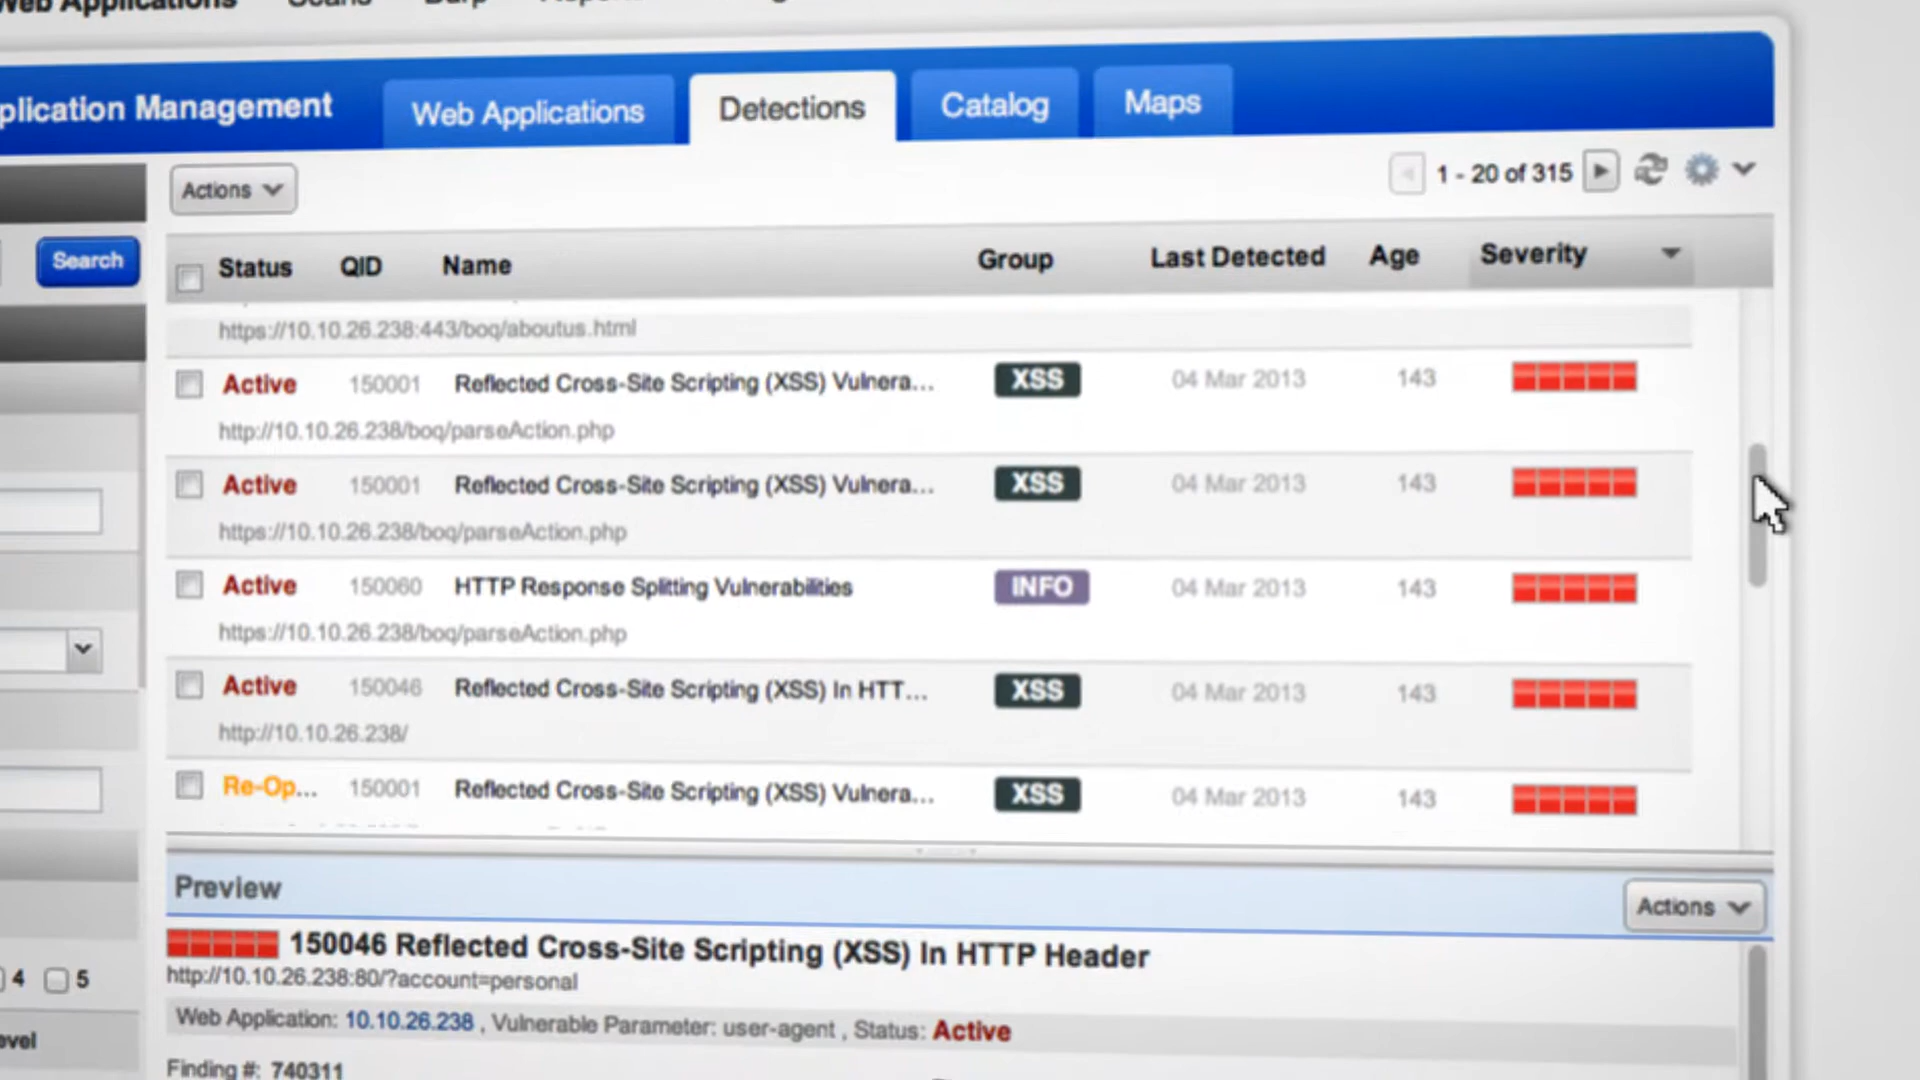 Web Applications Scans Burp
plication Management Web Applications Detections Catalog Maps
Actions 1 - 20 of 315
Search
Status QID Name Group Last Detected Age Severity
https://10.10.26.238:443/boq/aboutus.html
Active 150001 Reflected Cross-Site Scripting (XSS) Vulnera... XSS 04 Mar 2013 143
http://10.10.26.238/boq/parseAction.php
Active 150001 Reflected Cross-Site Scripting (XSS) Vulnera... XSS 04 Mar 2013 143
https://10.10.26.238/boq/parseAction.php
Active 150060 HTTP Response Splitting Vulnerabilities INFO 04 Mar 2013 143
https://10.10.26.238/boq/parseAction.php
Active 150046 Reflected Cross-Site Scripting (XSS) In HTT... XSS 04 Mar 2013 143
http://10.10.26.238/
Re-Op... 150001 Reflected Cross-Site Scripting (XSS) Vulnera... XSS 04 Mar 2013 143
Preview Actions
150046 Reflected Cross-Site Scripting (XSS) In HTTP Header
http://10.10.26.238:80/?account=personal
4 5
Web Application: 10.10.26.238 , Vulnerable Parameter: user-agent , Status: Active
evel
Finding #: 740311